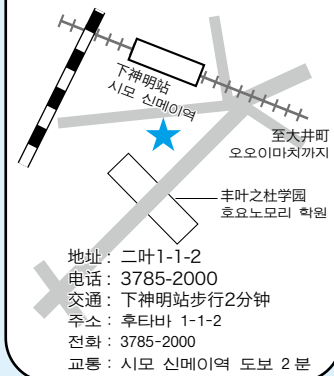 下神明站
시모 신메이역
至大井町
오오이마치까지
丰叶之杜学园
호요노모리 학원
地址：二叶1-1-2
电话：3785-2000
交通：下神明站步行2分钟
주소：후타바 1-1-2
전화：3785-2000
교통：시모 신메이역 도보 2 분